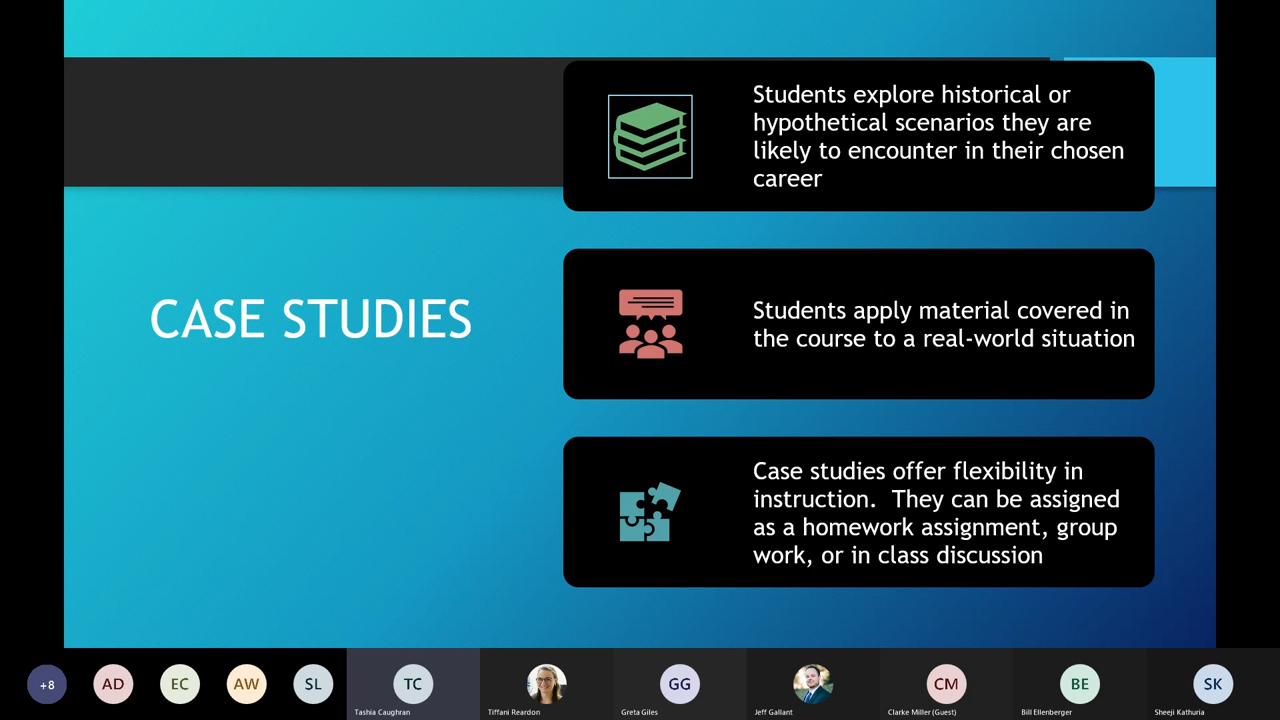 Students explore historical or
hypothetical scenarios they are
likely to encounter in their chosen
career
CASE STUDIES
Students apply material covered in
the course to a real-world situation
Case studies offer flexibility in
instruction.  They can be assigned
as a homework assignment, group
work, or in class discussion
+8
AD
EC
AW
SL
TC
GG
CM
BE
SK
Tashia Caughran
Tiffani Reardon
Greta Giles
Jeff Gallant
Clarke Miller (Guest)
Bill Ellenberger
Sheeji Kathuria